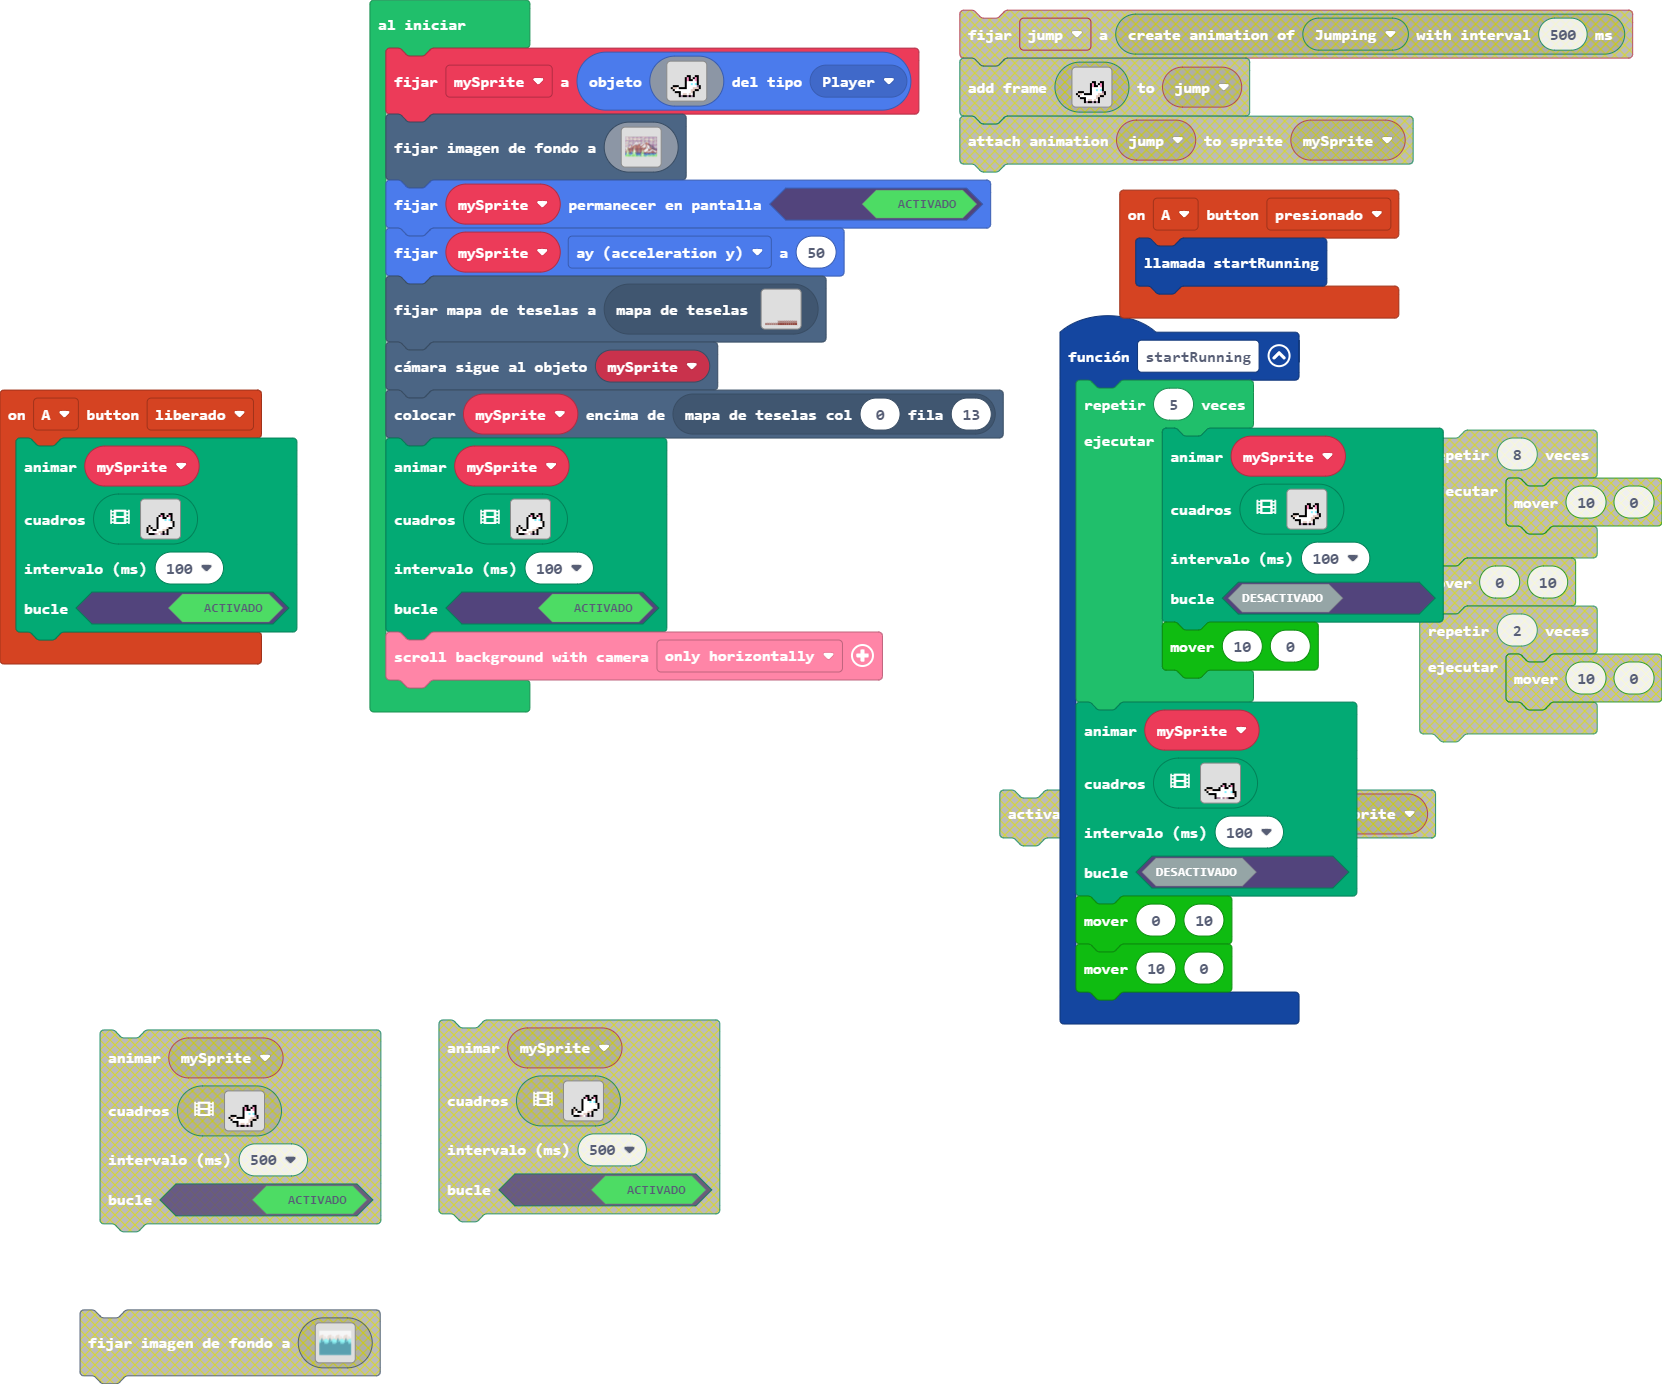 al iniciar
fijar mySprite a objeto del tipo Player
fijar imagen de fondo a
fijar mySprite permanecer en pantalla ACTIVADO
fijar mySprite ay (acceleration y) a 50
fijar mapa de teselas a mapa de teselas
cámara sigue al objeto mySprite
colocar mySprite encima de mapa de teselas col 0 fila 13
animar mySprite
cuadros
intervalo (ms) 100
bucle ACTIVADO
scroll background with camera only horizontally
fijar jump a create animation of Jumping with interval 500 ms
add frame to jump
attach animation jump to sprite mySprite
on A button presionado
llamada startRunning
on A button liberado
animar mySprite
cuadros
intervalo (ms) 100
bucle ACTIVADO
función startRunning
repetir 5 veces
ejecutar
animar mySprite
cuadros
intervalo (ms) 100
bucle DESACTIVADO
mover 10 0
animar mySprite
cuadros
intervalo (ms) 100
bucle DESACTIVADO
mover 0 10
mover 10 0
petir 8 veces
ecutar mover 10 0
ver 0 10
repetir 2 veces
ejecutar mover 10 0
activa rite
animar mySprite
cuadros
intervalo (ms) 500
bucle ACTIVADO
animar mySprite
cuadros
intervalo (ms) 500
bucle ACTIVADO
fijar imagen de fondo a